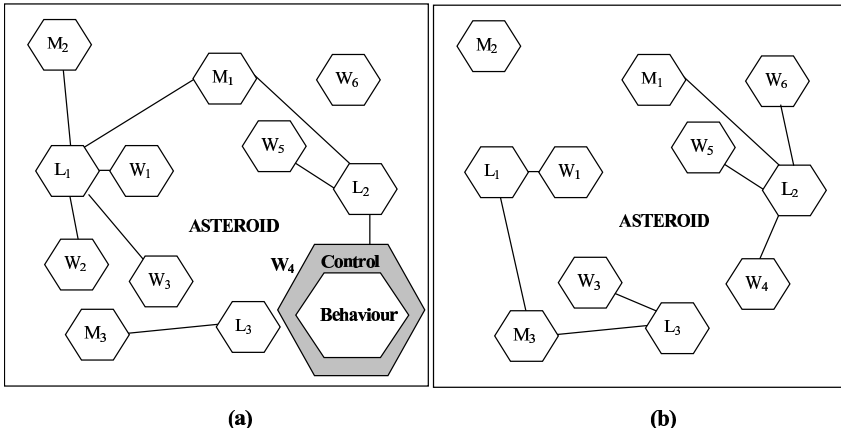 M₂
M₁
W₆
W₅
L₁
W₁
L₂
ASTEROID
W₂
W₃
W₄
Control
Behaviour
M₃
L₃
(a)
M₂
M₁
W₆
W₅
L₁
W₁
L₂
ASTEROID
W₃
W₄
M₃
L₃
(b)